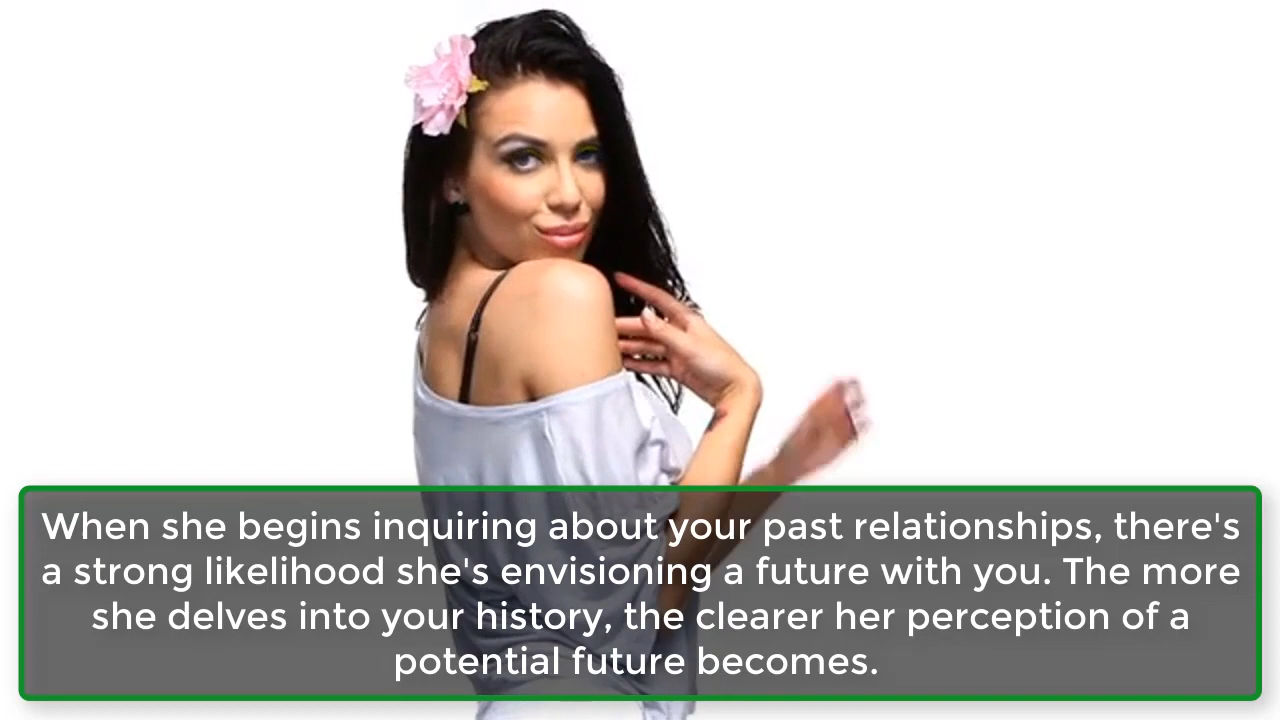 When she begins inquiring about your past relationships, there's
a strong likelihood she's envisioning a future with you. The more
she delves into your history, the clearer her perception of a
potential future becomes.